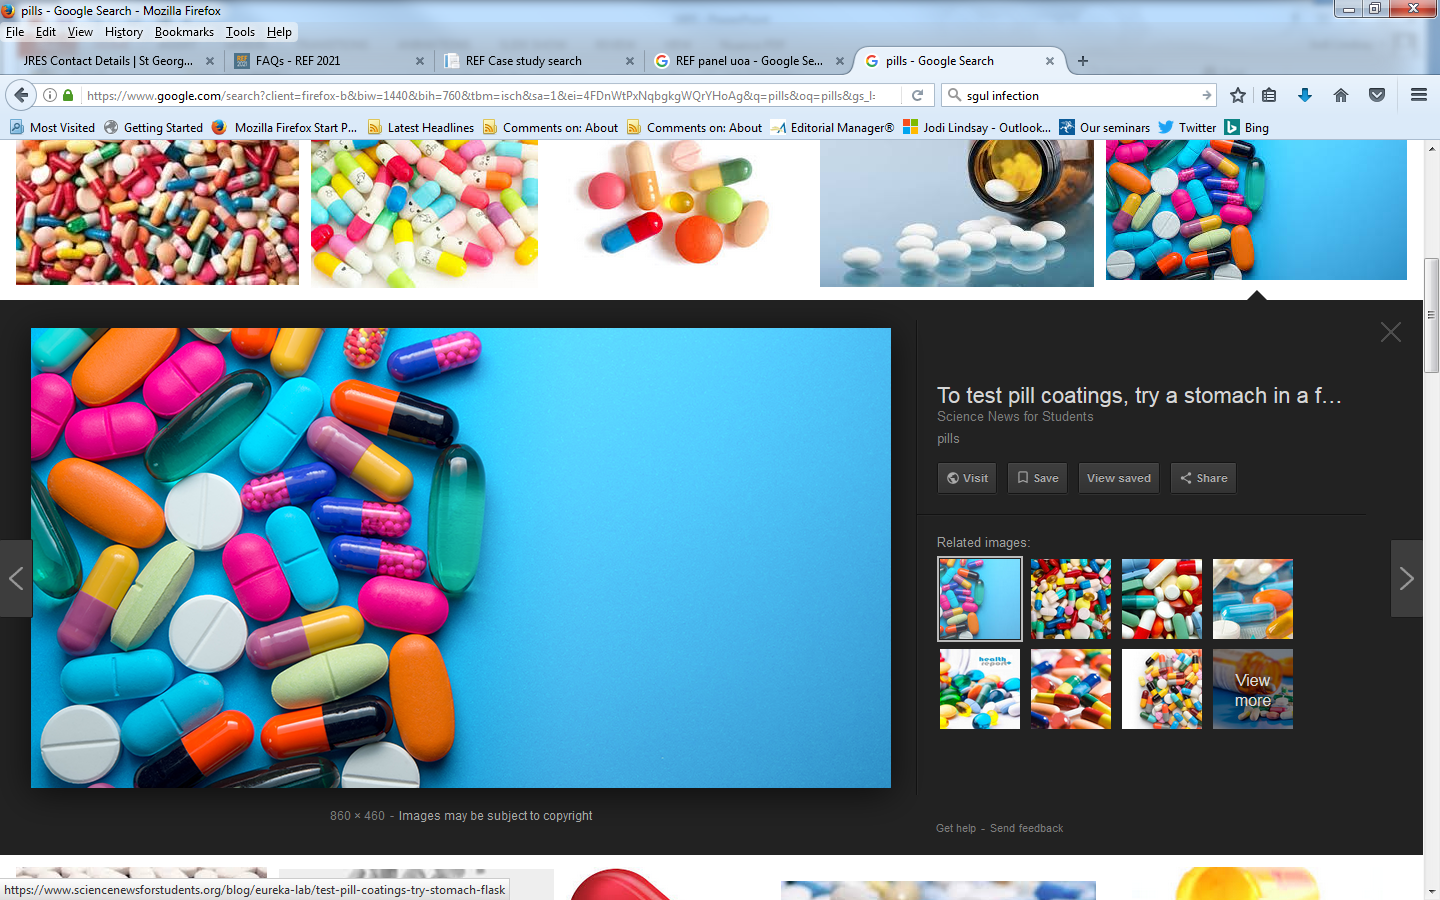 pills - Google Search - Mozilla Firefox
File Edit View History Bookmarks Tools Help
JRES Contact Details | St Georg...
FAQs - REF 2021
REF Case study search
REF panel uoa - Google Se...
pills - Google Search
https://www.google.com/search?client=firefox-b&biw=1440&bih=760&tbm=isch&sa=1&ei=4FDnWtPxNqbgkgWQrYHoAg&q=pills&oq=pills&gs_l=
sgul infection
Most Visited
Getting Started
Mozilla Firefox Start P...
Latest Headlines
Comments on: About
Comments on: About
Editorial Manager®
Jodi Lindsay - Outlook...
Our seminars
Twitter
Bing
To test pill coatings, try a stomach in a f...
Science News for Students
pills
Visit
Save
View saved
Share
Related images:
health
report
View
more
860 × 460 - Images may be subject to copyright
Get help - Send feedback
https://www.sciencenewsforstudents.org/blog/eureka-lab/test-pill-coatings-try-stomach-flask